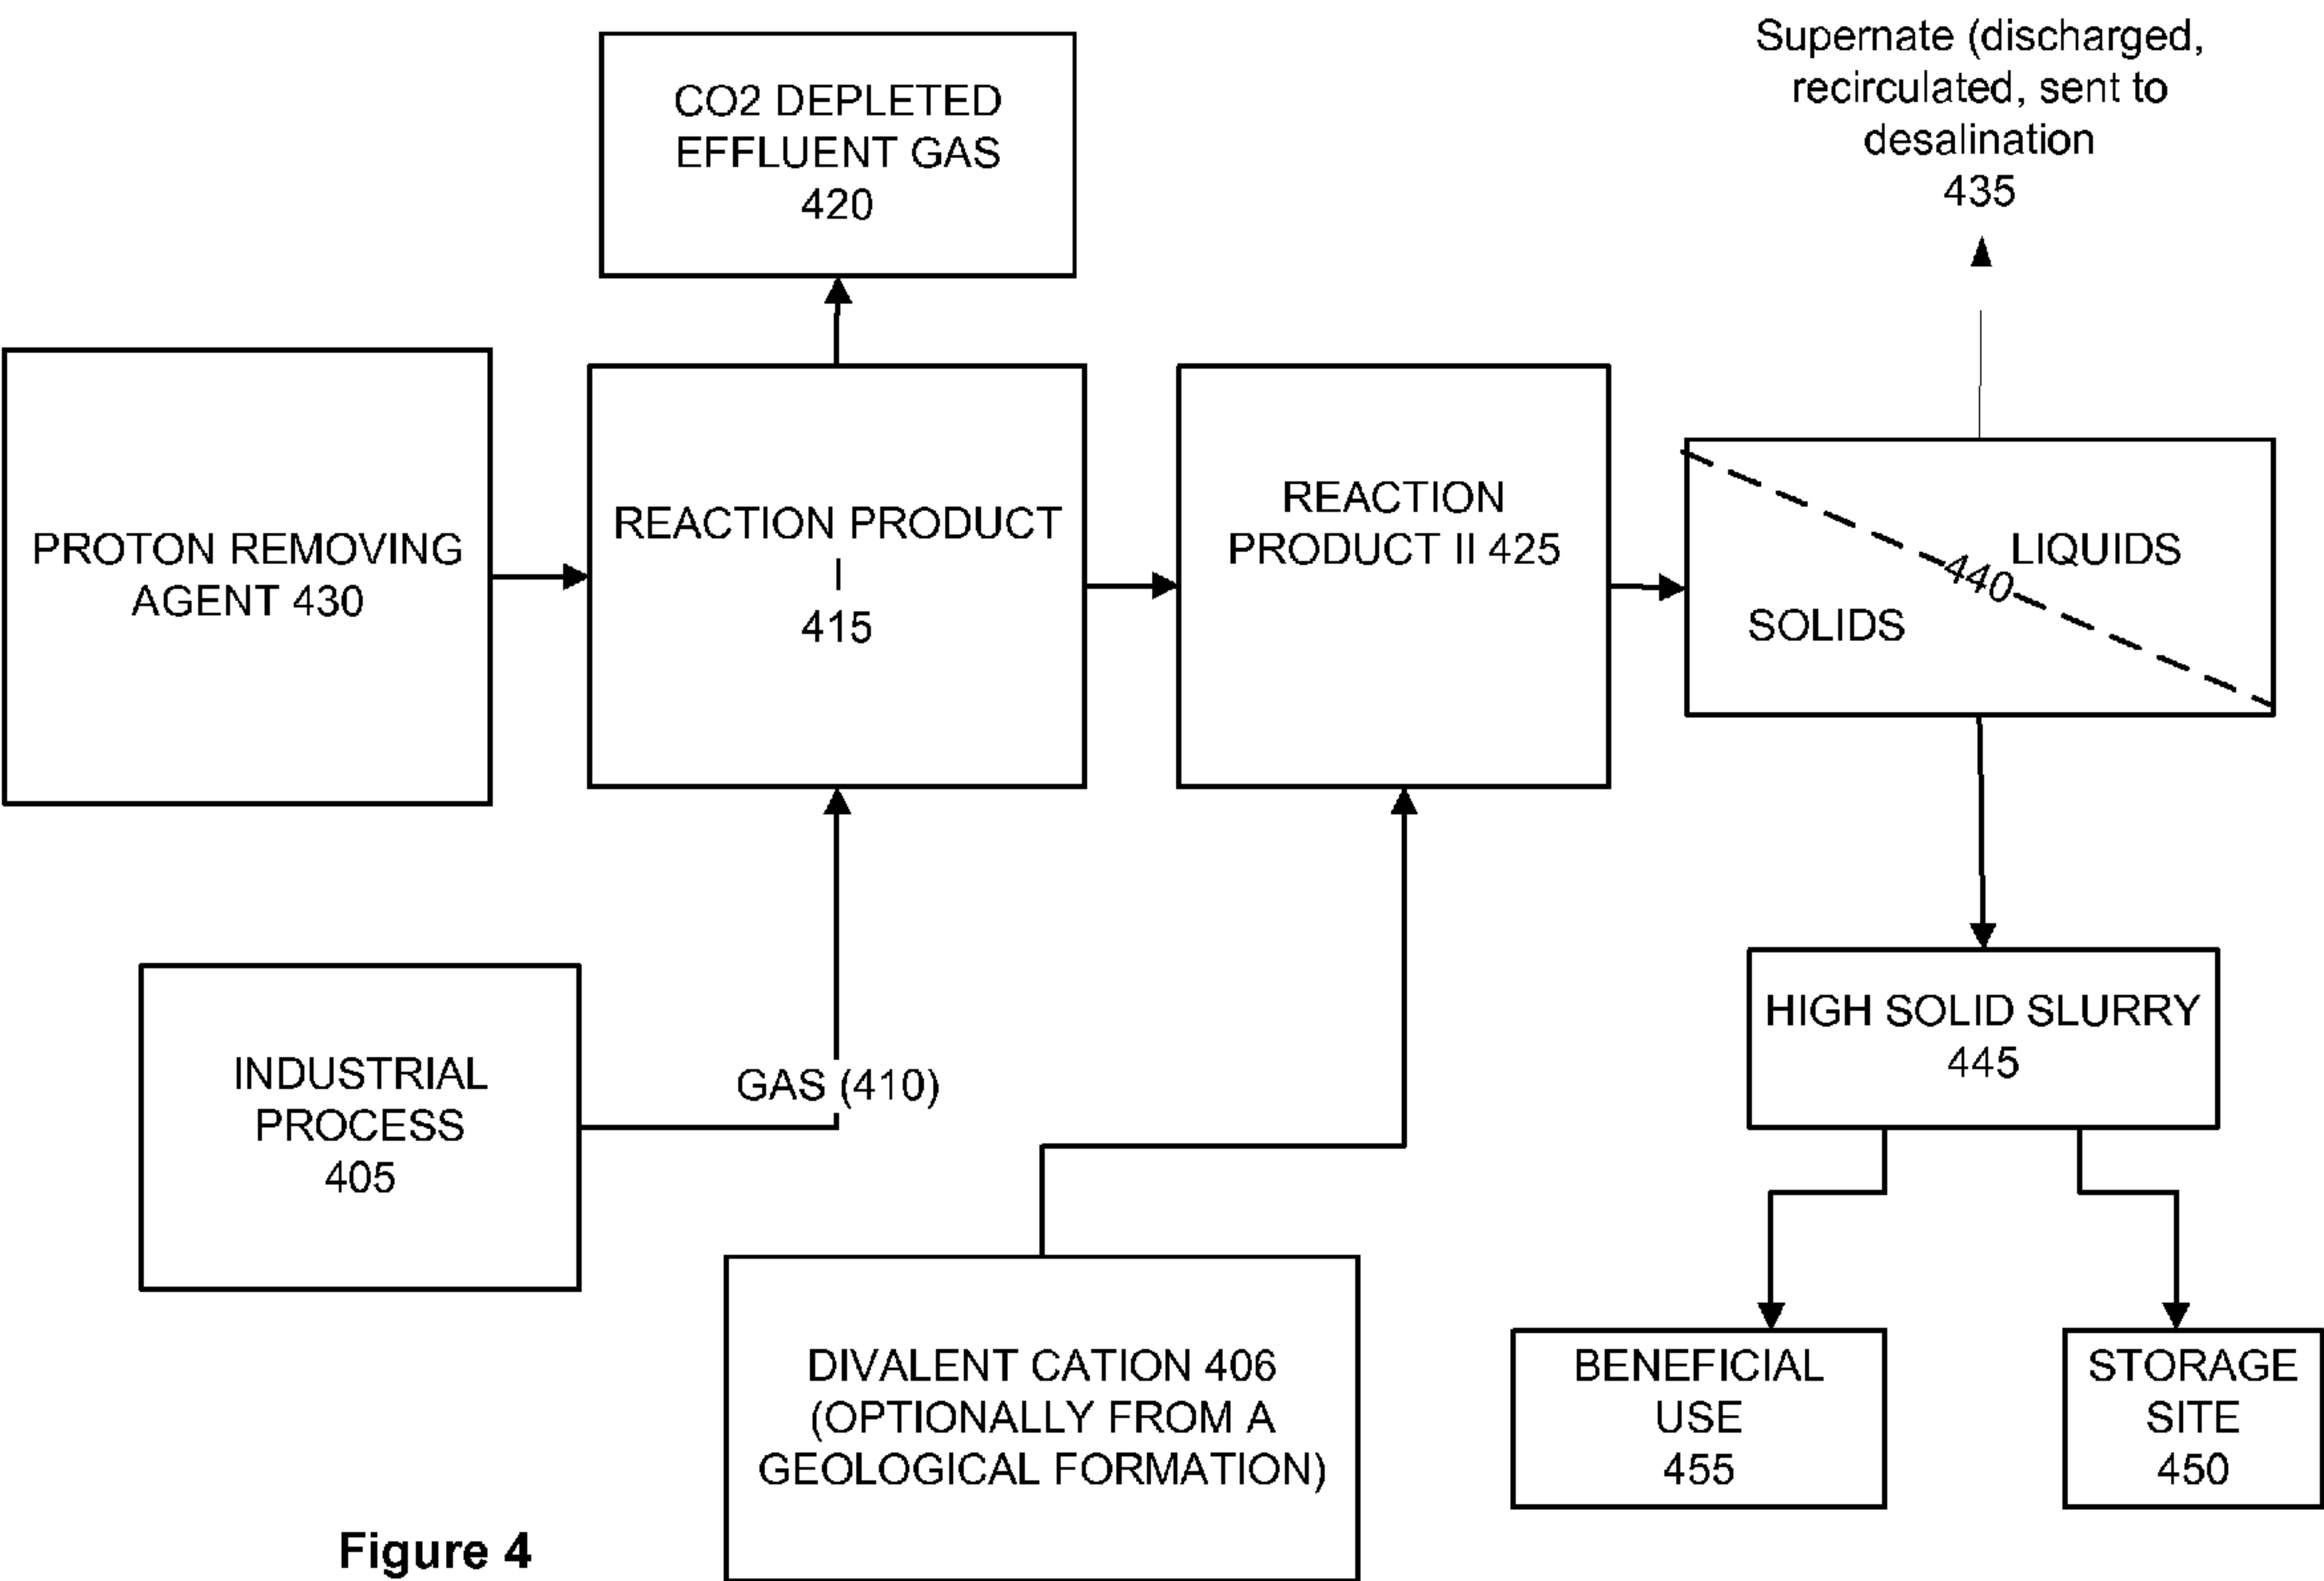 Supernate (discharged,
recirculated, sent to
desalination
435
CO2 DEPLETED
EFFLUENT GAS
420
PROTON REMOVING
AGENT 430
REACTION PRODUCT
I
415
REACTION
PRODUCT II 425
LIQUIDS
440
SOLIDS
HIGH SOLID SLURRY
445
INDUSTRIAL
PROCESS
405
GAS (410)
DIVALENT CATION 406
(OPTIONALLY FROM A
GEOLOGICAL FORMATION)
BENEFICIAL
USE
455
STORAGE
SITE
450
Figure 4